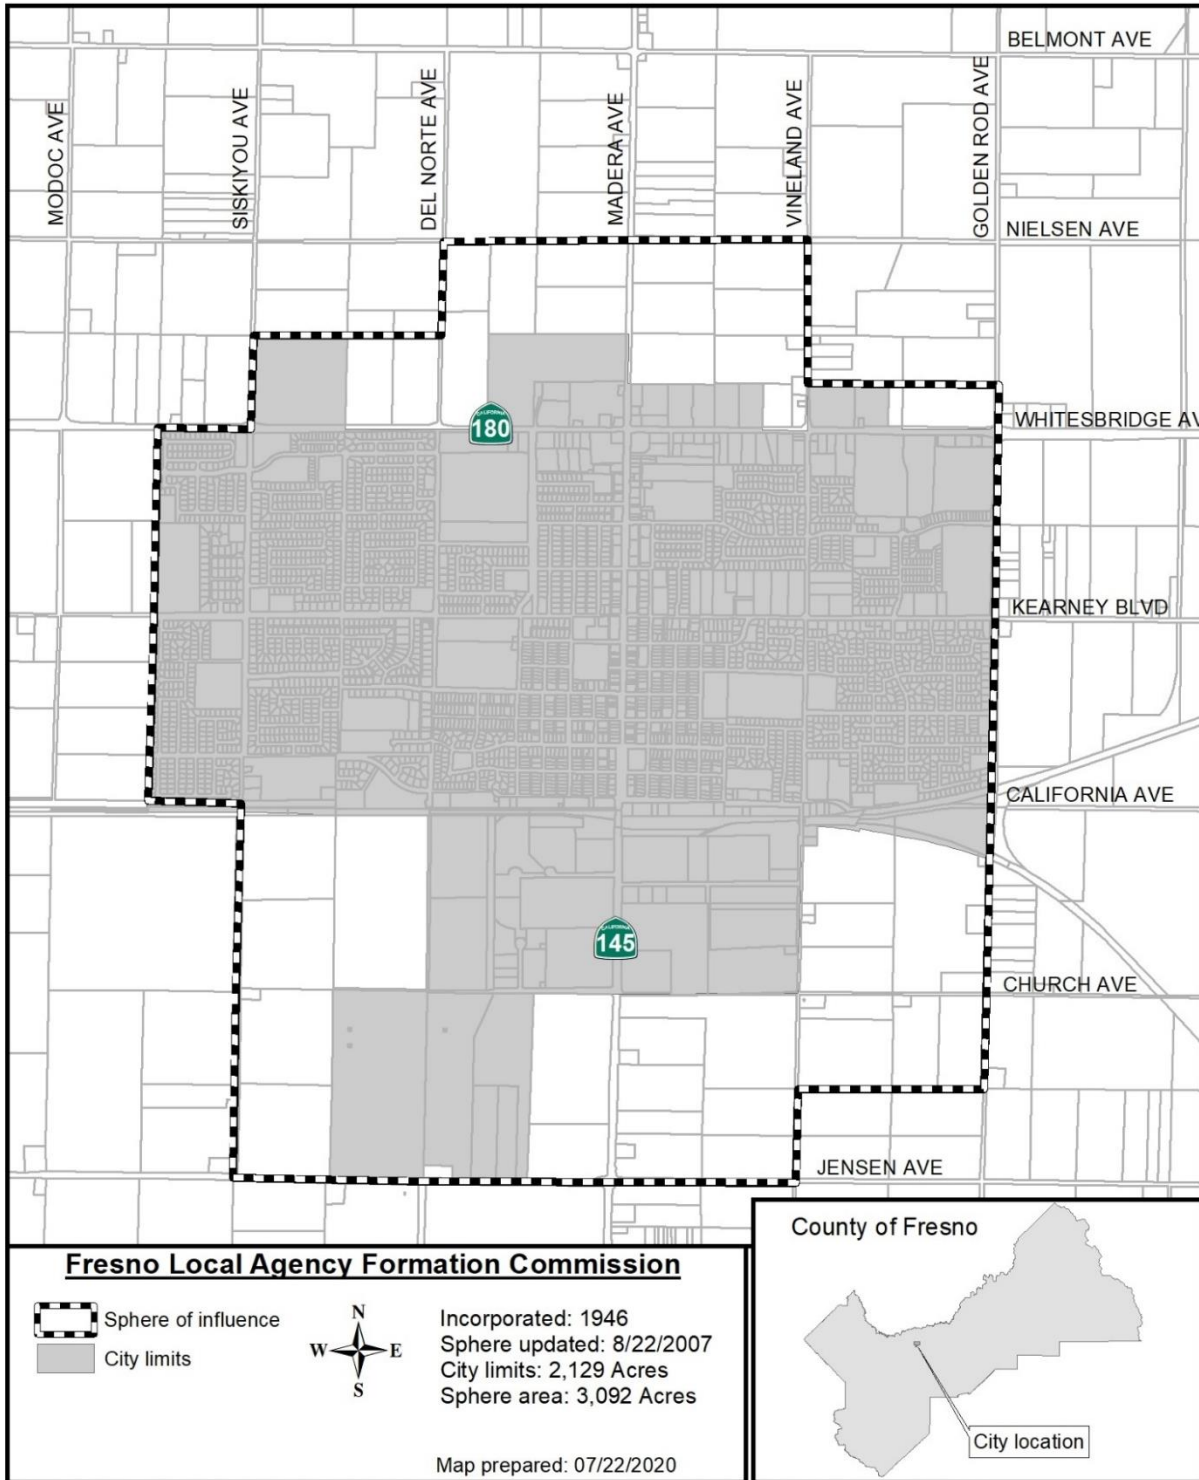 BELMONT AVE
MODOC AVE
SISKIYOU AVE
DEL NORTE AVE
MADERA AVE
VINELAND AVE
GOLDEN ROD AVE
NIELSEN AVE
CALIFORNIA
180
WHITESBRIDGE AV
KEARNEY BLVD
CALIFORNIA AVE
CALIFORNIA
145
CHURCH AVE
JENSEN AVE
Fresno Local Agency Formation Commission
Sphere of influence
City limits
N
W E
S
Incorporated: 1946
Sphere updated: 8/22/2007
City limits: 2,129 Acres
Sphere area: 3,092 Acres
Map prepared: 07/22/2020
County of Fresno
City location